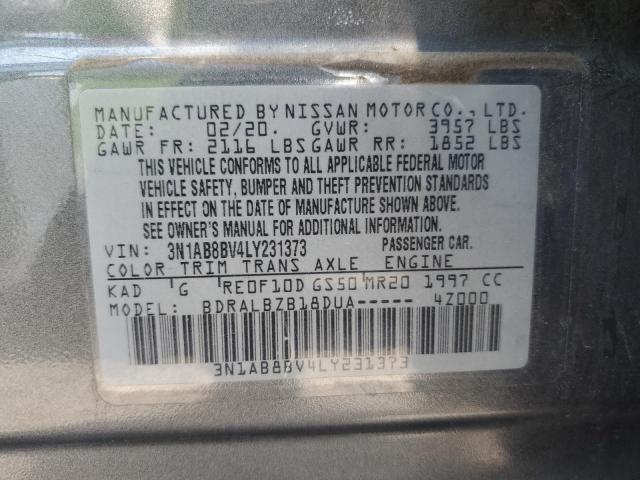 MANUFACTURED BY NISSAN MOTOR CO., LTD.
DATE: 02/20. GVWR: 3957 LBS
GAWR FR: 2116 LBS GAWR RR: 1852 LBS
THIS VEHICLE CONFORMS TO ALL APPLICABLE FEDERAL MOTOR
VEHICLE SAFETY, BUMPER AND THEFT PREVENTION STANDARDS
IN EFFECT ON THE DATE OF MANUFACTURE SHOWN ABOVE.
SEE OWNER'S MANUAL FOR ADDITIONAL INFORMATION.
VIN: 3N1AB8BV4LY231373 PASSENGER CAR.
COLOR TRIM TRANS AXLE ENGINE
KAD G RE0F10D GS50 MR20 1997 CC
MODEL: BDRALBZB18DUA----- 4Z000
3N1AB8BV4LY231373